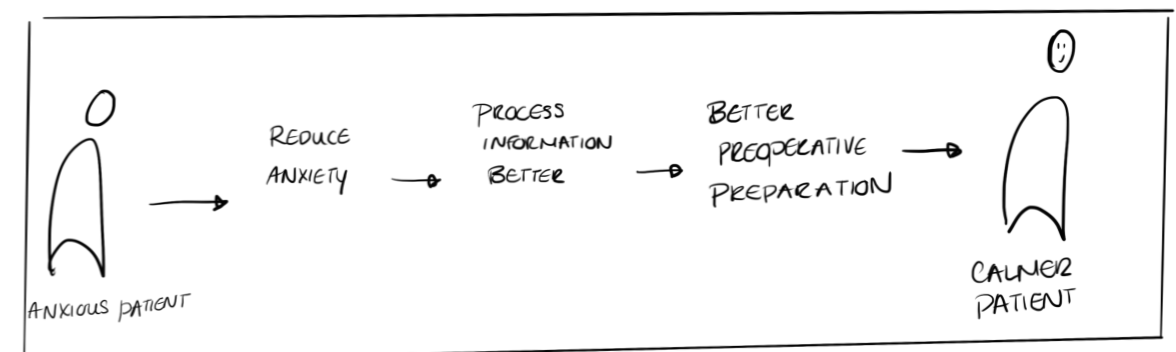 ANXIOUS PATIENT
REDUCE
ANXIETY
PROCESS
INFORMATION
BETTER
BETTER
PREOPERATIVE
PREPARATION
CALMER
PATIENT